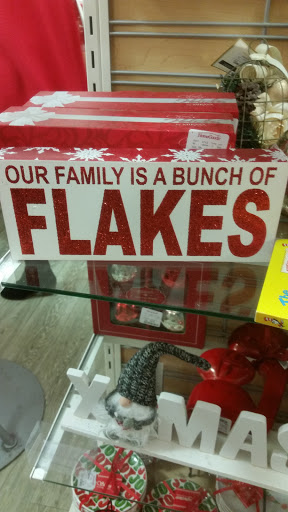 OUR FAMILY IS A BUNCH OF
FLAKES
XMAS